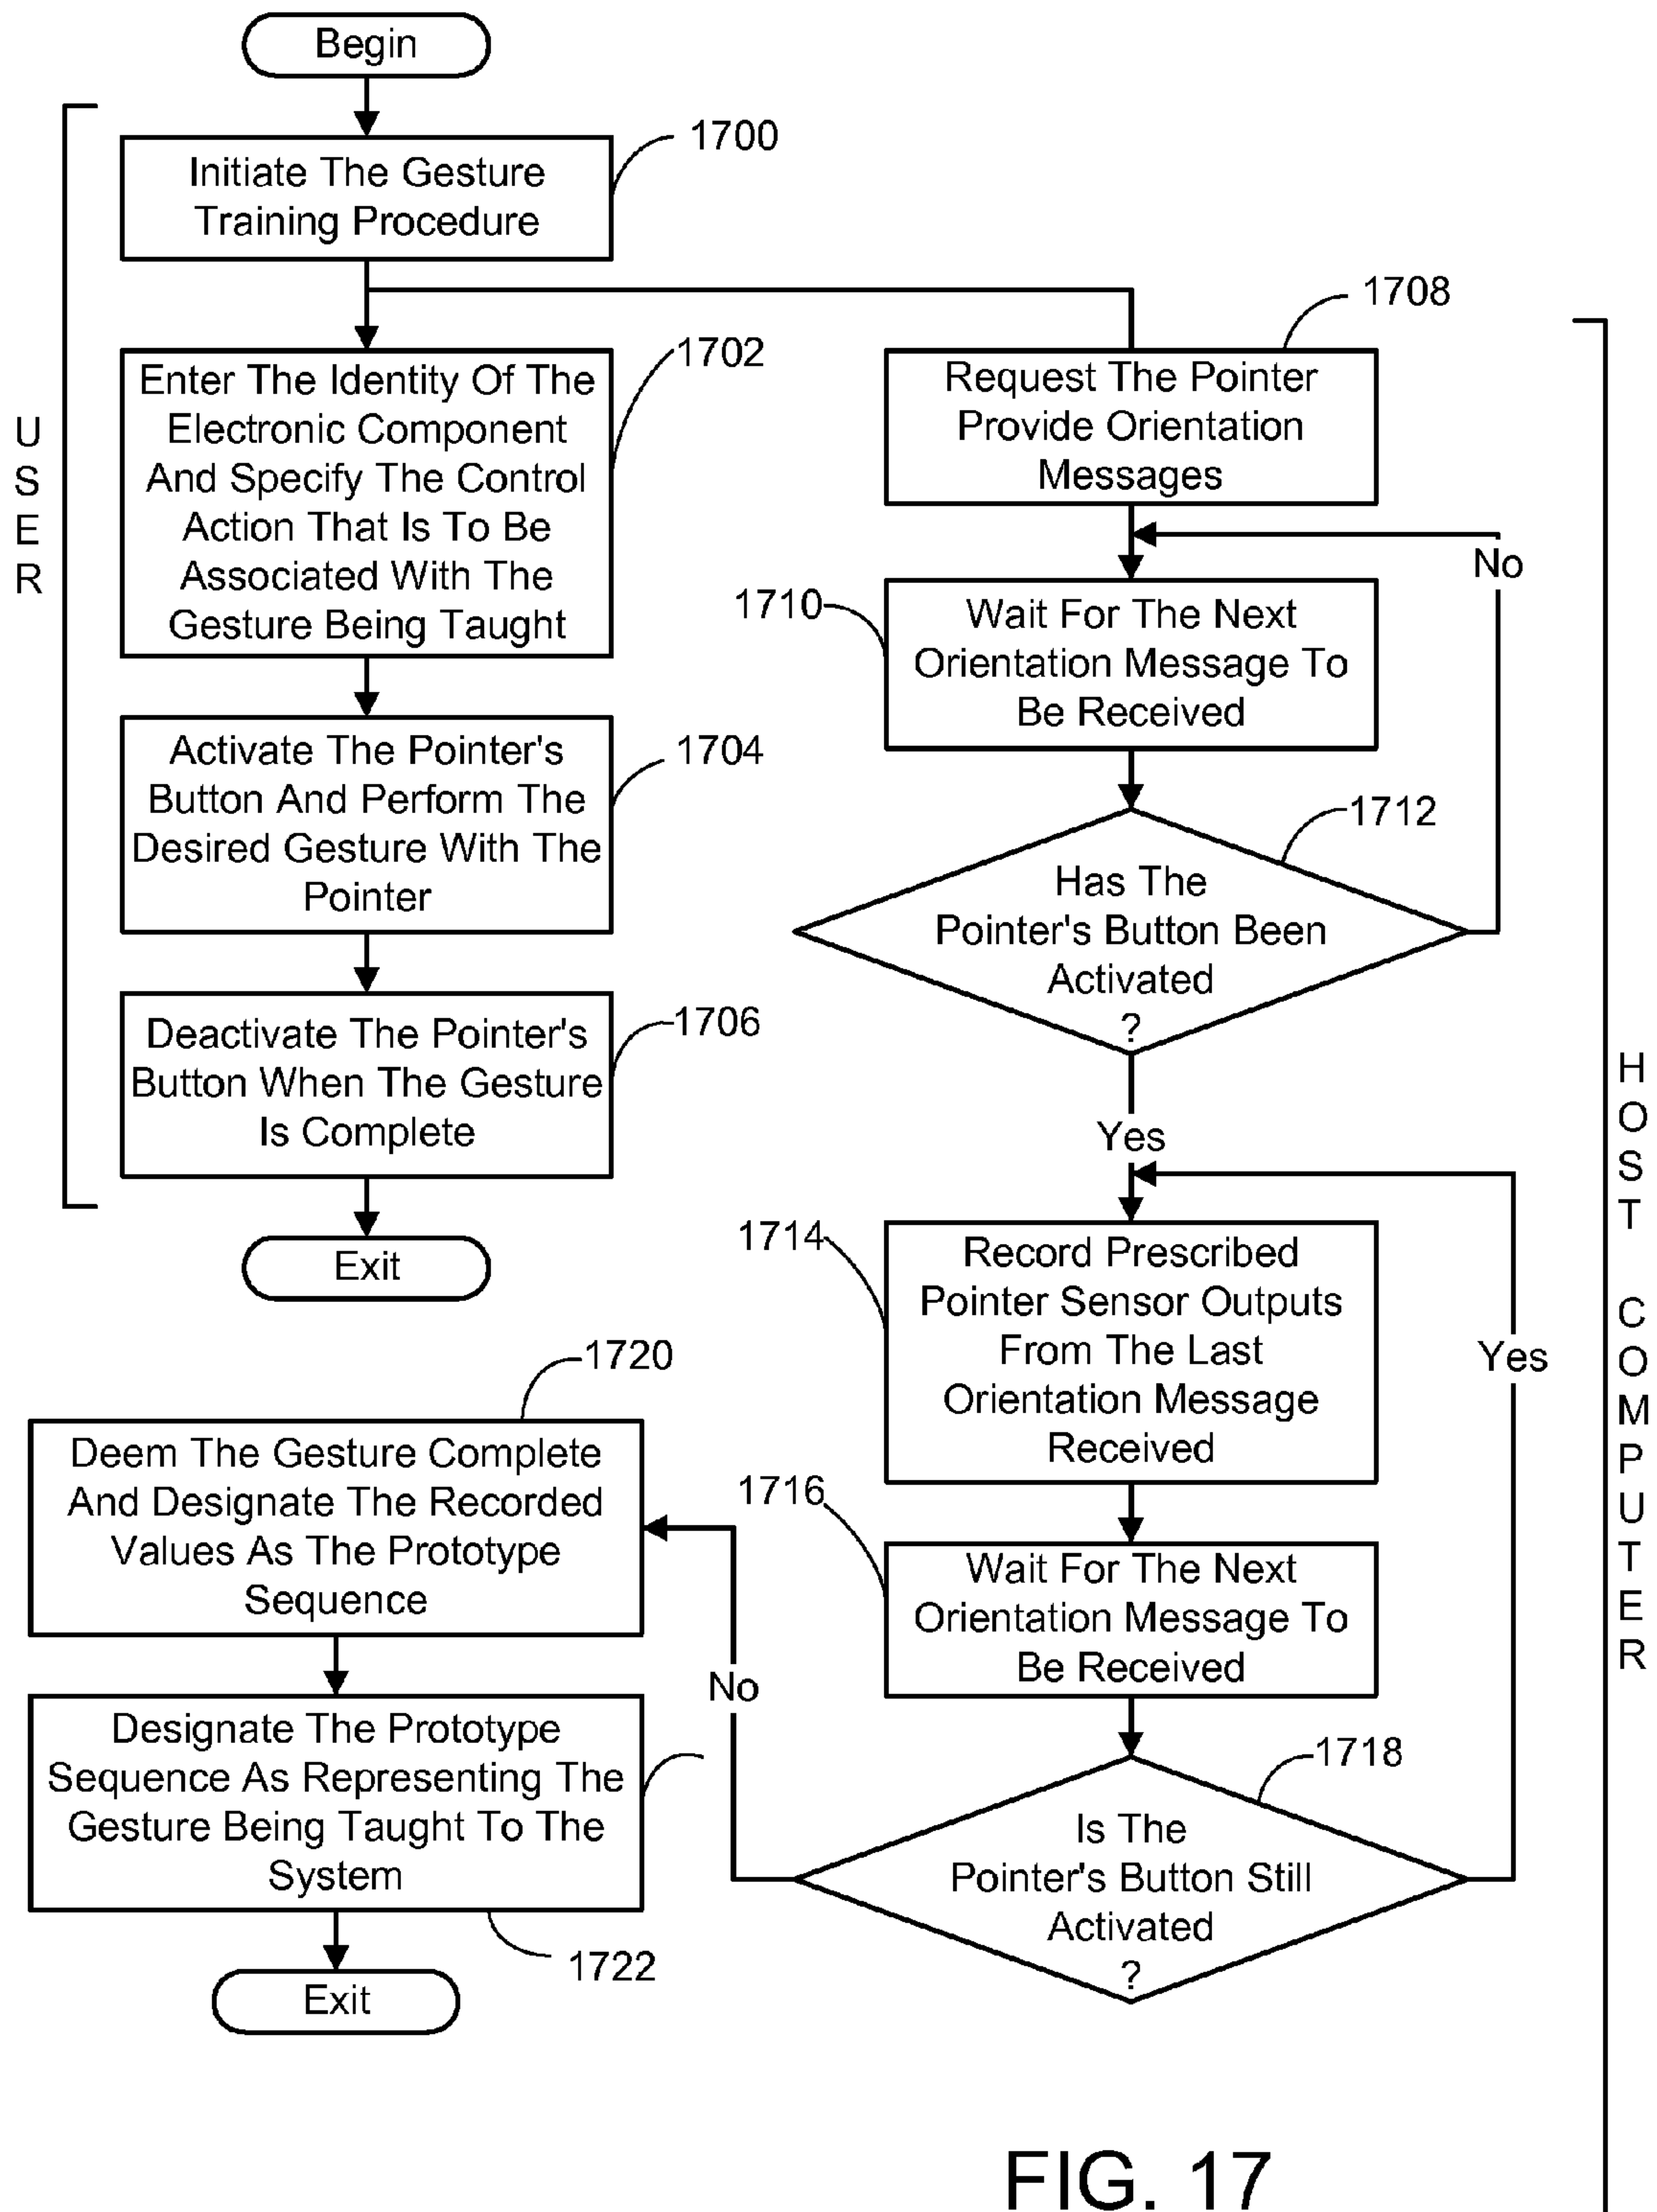 Begin
1700
Initiate The Gesture
Training Procedure
1702
Enter The Identity Of The
Electronic Component
And Specify The Control
Action That Is To Be
Associated With The
Gesture Being Taught
1704
Activate The Pointer's
Button And Perform The
Desired Gesture With The
Pointer
1706
Deactivate The Pointer's
Button When The Gesture
Is Complete
Exit
USER
1708
Request The Pointer
Provide Orientation
Messages
No
1710
Wait For The Next
Orientation Message To
Be Received
1712
Has The
Pointer's Button Been
Activated
?
Yes
1714
Record Prescribed
Pointer Sensor Outputs
From The Last
Orientation Message
Received
Yes
1716
Wait For The Next
Orientation Message To
Be Received
1718
Is The
Pointer's Button Still
Activated
?
No
1720
Deem The Gesture Complete
And Designate The Recorded
Values As The Prototype
Sequence
Designate The Prototype
Sequence As Representing The
Gesture Being Taught To The
System
1722
Exit
HOST COMPUTER
FIG. 17